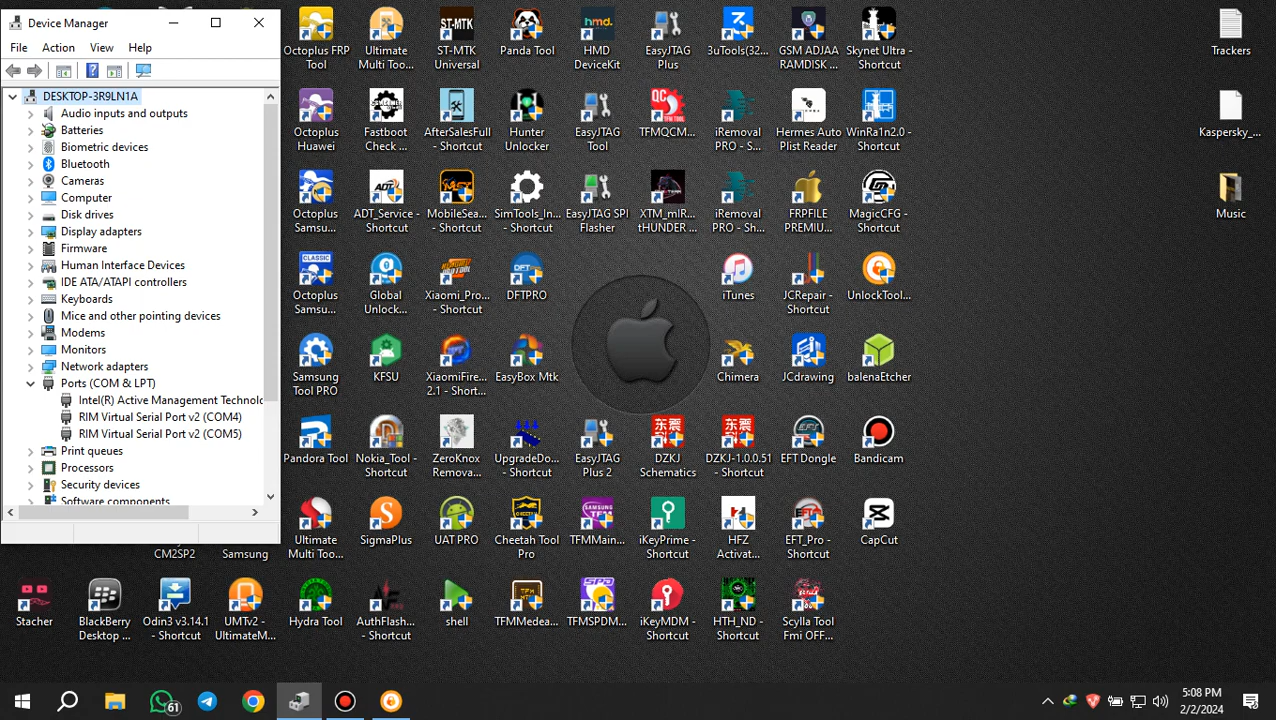 Device Manager
File Action View Help
DESKTOP-3R9LN1A
Audio inputs and outputs
Batteries
Biometric devices
Bluetooth
Cameras
Computer
Disk drives
Display adapters
Firmware
Human Interface Devices
IDE ATA/ATAPI controllers
Keyboards
Mice and other pointing devices
Modems
Monitors
Network adapters
Ports (COM & LPT)
Intel(R) Active Management Technolo
RIM Virtual Serial Port v2 (COM4)
RIM Virtual Serial Port v2 (COM5)
Print queues
Processors
Security devices
Software components
Octoplus FRP
Tool
Ultimate
Multi Too...
ST-MTK
Universal
Panda Tool
HMD
DeviceKit
EasyJTAG
Plus
3uTools(32...
GSM ADJAA
RAMDISK ...
Skynet Ultra -
Shortcut
Trackers
Octoplus
Huawei
Fastboot
Check ...
AfterSalesFull
- Shortcut
Hunter
Unlocker
EasyJTAG
Tool
TFMQCM...
iRemoval
PRO - S...
Hermes Auto
Plist Reader
WinRa1n2.0 -
Shortcut
Kaspersky_...
Octoplus
Samsu...
ADT_Service -
Shortcut
MobileSea...
- Shortcut
SimTools_In...
- Shortcut
EasyJTAG SPI
Flasher
XTM_mIR...
tHUNDER ...
iRemoval
PRO - Sh...
FRPFILE
PREMIU...
MagicCFG -
Shortcut
Music
CLASSIC
Octoplus
Samsu...
Global
Unlock...
Xiaomi_Pro...
- Shortcut
DFTPRO
iTunes
JCRepair -
Shortcut
UnlockTool...
- Shortcut
Samsung
Tool PRO
KFSU
XiaomiFire...
2.1 - Short...
EasyBox Mtk
Chimera
JCdrawing
balenaEtcher
Pandora Tool
Nokia_Tool -
Shortcut
ZeroKnox
Remova...
UpgradeDo...
- Shortcut
EasyJTAG
Plus 2
DZKJ
Schematics
DZKJ-1.0.0.51
- Shortcut
EFT Dongle
Bandicam
CM2SP2
Samsung
Ultimate
Multi Too...
SigmaPlus
UAT PRO
Cheetah Tool
Pro
TFMMain...
- Shortcut
iKeyPrime -
Shortcut
HFZ
Activat...
EFT_Pro -
Shortcut
CapCut
Stacher
BlackBerry
Desktop ...
Odin3 v3.14.1
- Shortcut
UMTv2 -
UltimateM...
Hydra Tool
AuthFlash...
- Shortcut
shell
TFMMedea...
- Shortcut
TFMSPDM...
- Shortcut
iKeyMDM -
Shortcut
HTH_ND -
Shortcut
Scylla Tool
Fmi OFF...
61
5:08 PM
2/2/2024